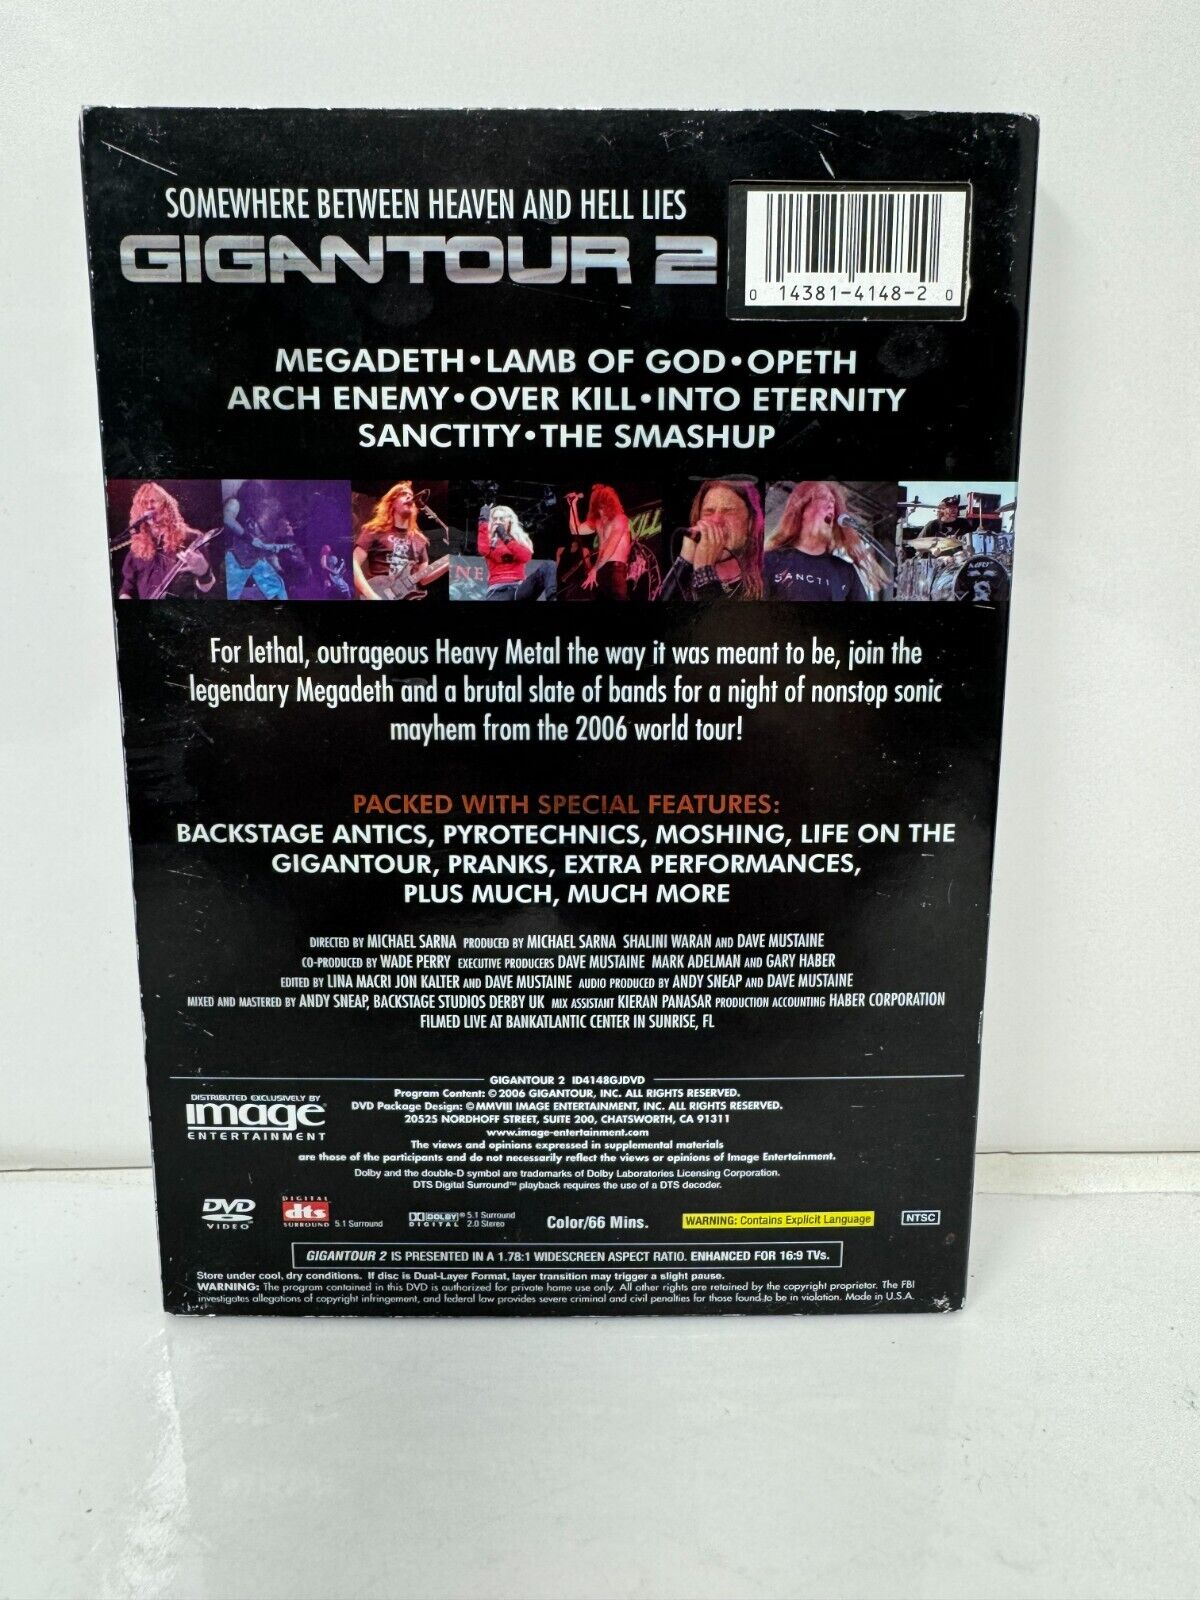 SOMEWHERE BETWEEN HEAVEN AND HELL LIES
GIGANTOUR 2
0 14381-4148-2 0
MEGADETH • LAMB OF GOD • OPETH
ARCH ENEMY • OVER KILL • INTO ETERNITY
SANCTITY • THE SMASHUP
NE
KILL
SANCTI
For lethal, outrageous Heavy Metal the way it was meant to be, join the
legendary Megadeth and a brutal slate of bands for a night of nonstop sonic
mayhem from the 2006 world tour!
PACKED WITH SPECIAL FEATURES:
BACKSTAGE ANTICS, PYROTECHNICS, MOSHING, LIFE ON THE
GIGANTOUR, PRANKS, EXTRA PERFORMANCES,
PLUS MUCH, MUCH MORE
DIRECTED BY MICHAEL SARNA PRODUCED BY MICHAEL SARNA SHALINI WARAN AND DAVE MUSTAINE
CO-PRODUCED BY WADE PERRY EXECUTIVE PRODUCERS DAVE MUSTAINE MARK ADELMAN AND GARY HABER
EDITED BY LINA MACRI JON KALTER AND DAVE MUSTAINE AUDIO PRODUCED BY ANDY SNEAP AND DAVE MUSTAINE
MIXED AND MASTERED BY ANDY SNEAP, BACKSTAGE STUDIOS DERBY UK MIX ASSISTANT KIERAN PANASAR PRODUCTION ACCOUNTING HABER CORPORATION
FILMED LIVE AT BANKATLANTIC CENTER IN SUNRISE, FL
GIGANTOUR 2 ID4148GJDVD
DISTRIBUTED EXCLUSIVELY BY
image®
ENTERTAINMENT
Program Content: © 2006 GIGANTOUR, INC. ALL RIGHTS RESERVED.
DVD Package Design: © MMVIII IMAGE ENTERTAINMENT, INC. ALL RIGHTS RESERVED.
20525 NORDHOFF STREET, SUITE 200, CHATSWORTH, CA 91311
www.image-entertainment.com
The views and opinions expressed in supplemental materials
are those of the participants and do not necessarily reflect the views or opinions of Image Entertainment.
Dolby and the double-D symbol are trademarks of Dolby Laboratories Licensing Corporation.
DTS Digital Surround™ playback requires the use of a DTS decoder.
DVD
VIDEO
DIGITAL
dts
SURROUND 5.1 Surround
DOLBY® 5.1 Surround
DIGITAL 2.0 Stereo
Color/66 Mins.
WARNING: Contains Explicit Language
NTSC
GIGANTOUR 2 IS PRESENTED IN A 1.78:1 WIDESCREEN ASPECT RATIO. ENHANCED FOR 16:9 TVs.
Store under cool, dry conditions. If disc is Dual-Layer Format, layer transition may trigger a slight pause.
WARNING: The program contained in this DVD is authorized for private home use only. All other rights are retained by the copyright proprietor. The FBI
investigates allegations of copyright infringement, and federal law provides severe criminal and civil penalties for those found to be in violation. Made in U.S.A.